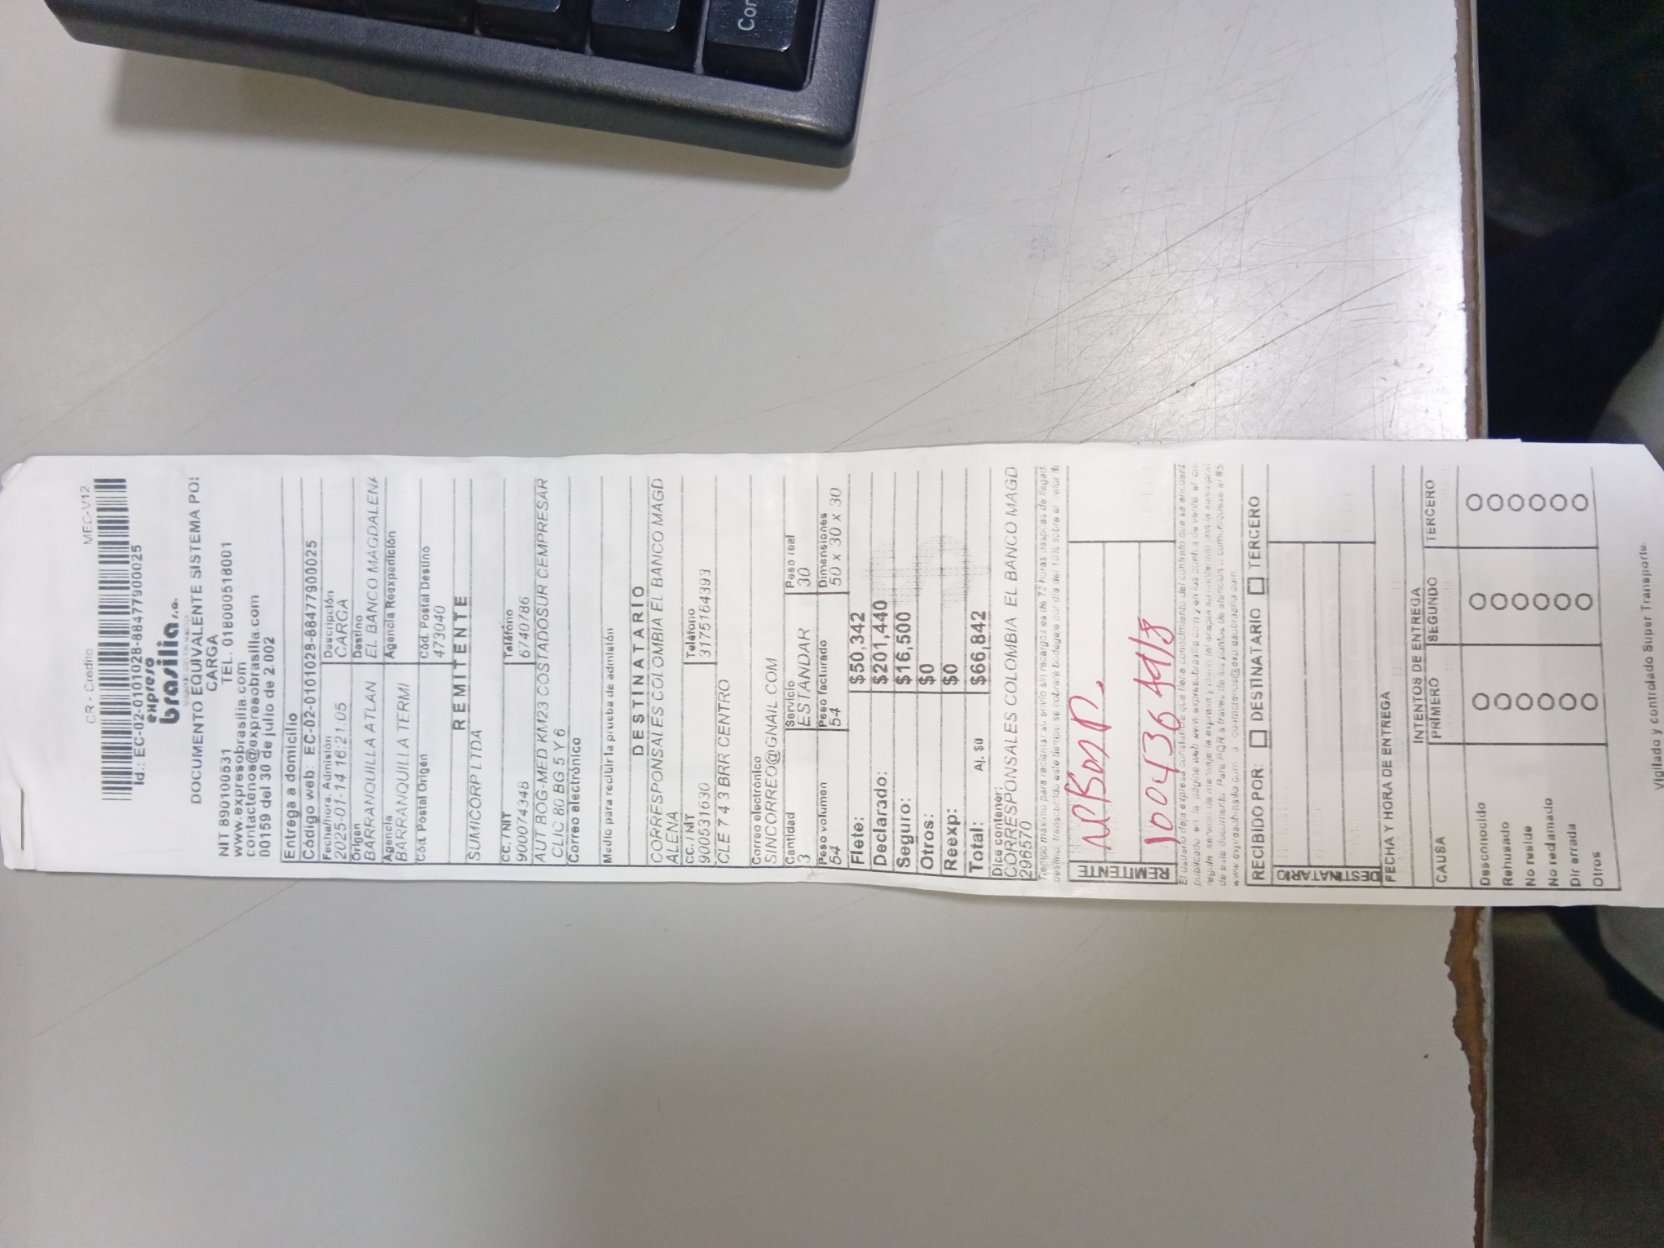 CR - Crédito MEC-V12
Id.: EC-02-0101028-8847790025
expreso
brasilia s.a.
DOCUMENTO EQUIVALENTE SISTEMA POS
CARGA
NIT 890100531 TEL. 018000518001
www.expresobrasilia.com
contactenos@expresobrasilia.com
00159 del 30 de julio de 2002
Entrega a domicilio
Código web: EC-02-0101028-8847790025
Fecha/hora. Admisión Descripción
2025-01-14 16:21:05 CARGA
Origen Destino
BARRANQUILLA ATLAN EL BANCO MAGDALENA
Agencia Agencia Reexpedición
BARRANQUILLA TERMI
Cód. Postal Origen Cód. Postal Destino
473040
REMITENTE
SUMICORP LTDA
CC / NIT Teléfono
900074348 6740786
AUT BOG-MED KM23 COSTADOSUR CEMPRESAR
CLIC 80 BG 5 Y 6
Correo electrónico
Medio para recibir la prueba de admisión
DESTINATARIO
CORRESPONSALES COLOMBIA EL BANCO MAGD
ALENA
CC / NIT Teléfono
900531630 3175164393
CLE 7 4 3 BRR CENTRO
Correo electrónico
SINCORREO@GNAIL.COM
Cantidad Servicio Peso real
3 ESTANDAR 30
Peso volumen Peso facturado Dimensiones
54 54 50 x 30 x 30
Flete: $50,342
Declarado: $201,440
Seguro: $16,500
Otros: $0
Reexp: $0
Total: Aj. $0 $66,842
Dice contener:
CORRESPONSALES COLOMBIA EL BANCO MAGD
296570
REMITENTE
REMITENTE
RECIBIDO POR: DESTINATARIO TERCERO
DESTINATARIO
FECHA Y HORA DE ENTREGA
INTENTOS DE ENTREGA
CAUSA PRIMERO SEGUNDO TERCERO
Desconocido
Rehusado
No reside
No reclamado
Dir errada
Otros
Vigilado y controlado Super Transporte.